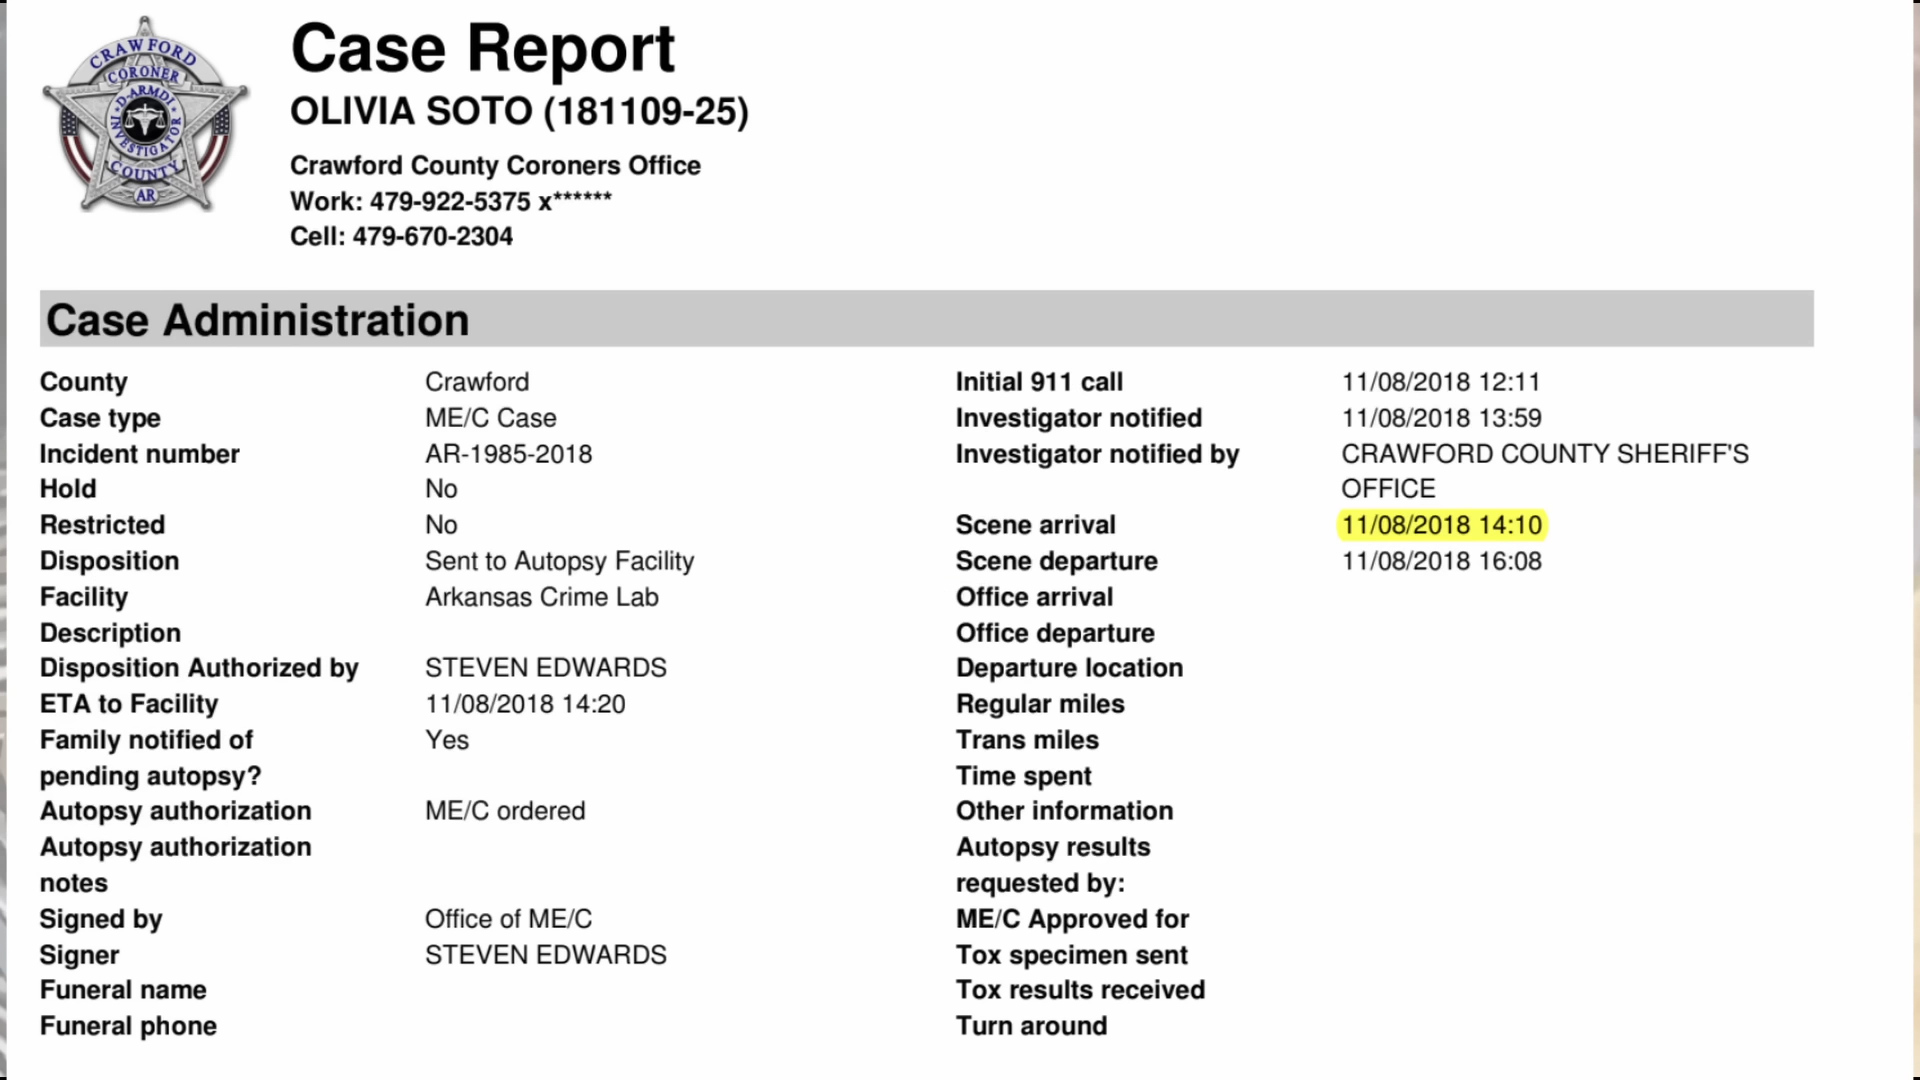 CRAWFORD
CORONER
D-ARMDI
INVESTIGATOR
COUNTY
AR
Case Report
OLIVIA SOTO (181109-25)
Crawford County Coroners Office
Work: 479-922-5375 x******
Cell: 479-670-2304
Case Administration
County Crawford
Case type ME/C Case
Incident number AR-1985-2018
Hold No
Restricted No
Disposition Sent to Autopsy Facility
Facility Arkansas Crime Lab
Description
Disposition Authorized by STEVEN EDWARDS
ETA to Facility 11/08/2018 14:20
Family notified of Yes
pending autopsy?
Autopsy authorization ME/C ordered
Autopsy authorization
notes
Signed by Office of ME/C
Signer STEVEN EDWARDS
Funeral name
Funeral phone
Initial 911 call 11/08/2018 12:11
Investigator notified 11/08/2018 13:59
Investigator notified by CRAWFORD COUNTY SHERIFF'S
OFFICE
Scene arrival 11/08/2018 14:10
Scene departure 11/08/2018 16:08
Office arrival
Office departure
Departure location
Regular miles
Trans miles
Time spent
Other information
Autopsy results
requested by:
ME/C Approved for
Tox specimen sent
Tox results received
Turn around